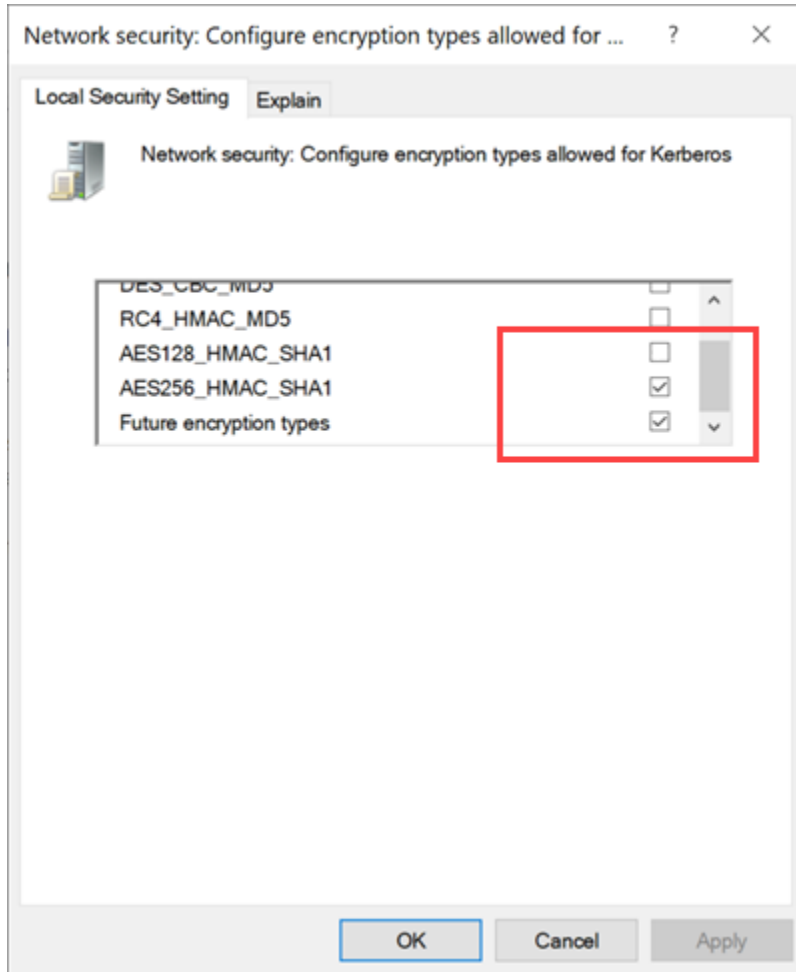 Network security: Configure encryption types allowed for ...
Local Security Setting
Explain
Network security: Configure encryption types allowed for Kerberos
DES_CBC_MD5
RC4_HMAC_MD5
AES128_HMAC_SHA1
AES256_HMAC_SHA1
Future encryption types
OK
Cancel
Apply